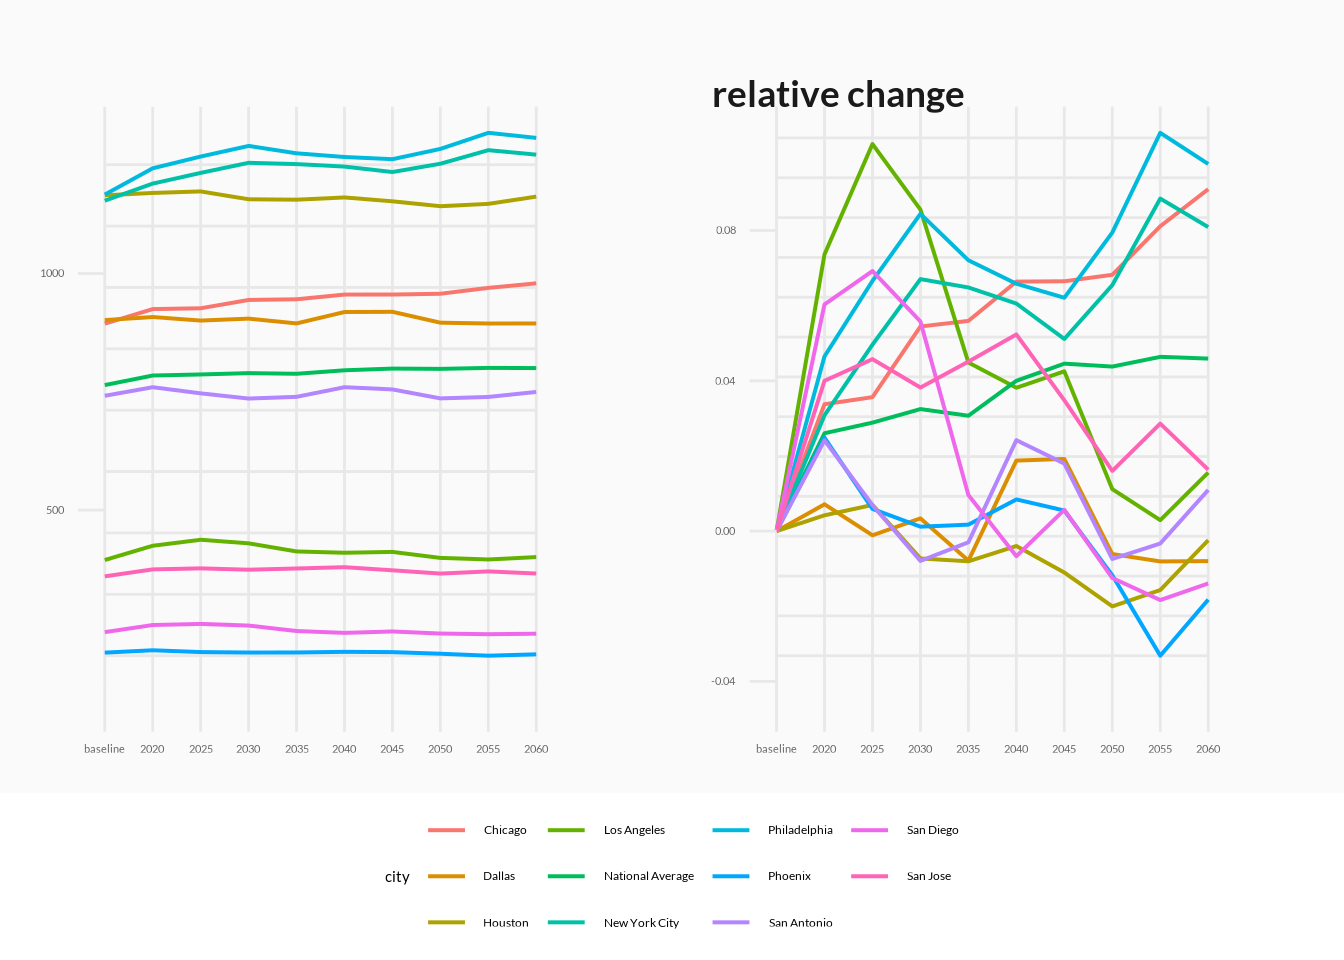 relative change
1000
500
baseline 2020 2025 2030 2035 2040 2045 2050 2055 2060
0.08
0.04
0.00
-0.04
baseline 2020 2025 2030 2035 2040 2045 2050 2055 2060
city
Chicago Los Angeles Philadelphia San Diego
Dallas National Average Phoenix San Jose
Houston New York City San Antonio